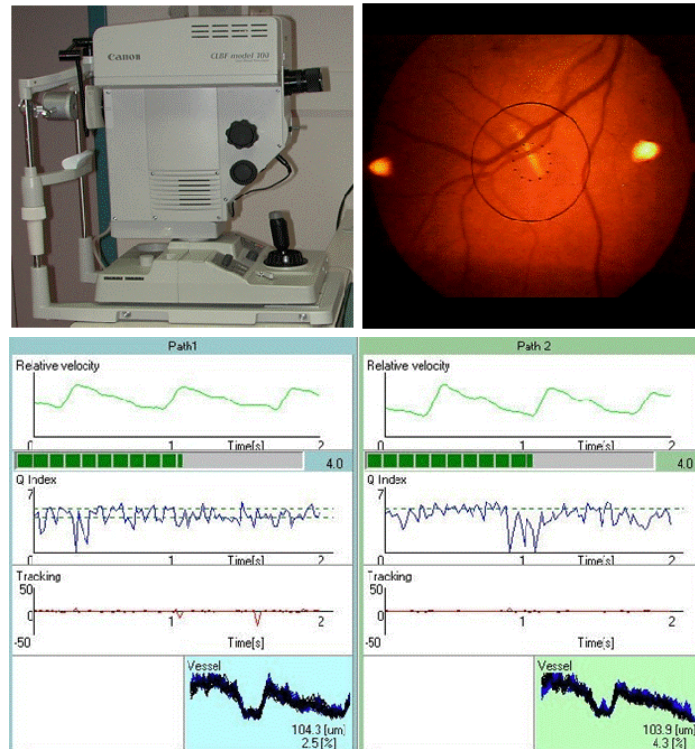 Canon
CLBF model 100
Path1
Relative velocity
0
1
Time[s]
2
4.0
Q Index
7
0
1
Time[s]
2
Tracking
50
0
-50
1
2
Time[s]
Vessel
104.3 [um]
2.5 [%]
Path 2
Relative velocity
0
1
Time[s]
2
4.0
Q Index
7
0
1
Time[s]
2
Tracking
50
0
-50
1
2
Time[s]
Vessel
103.9 [um]
4.3 [%]